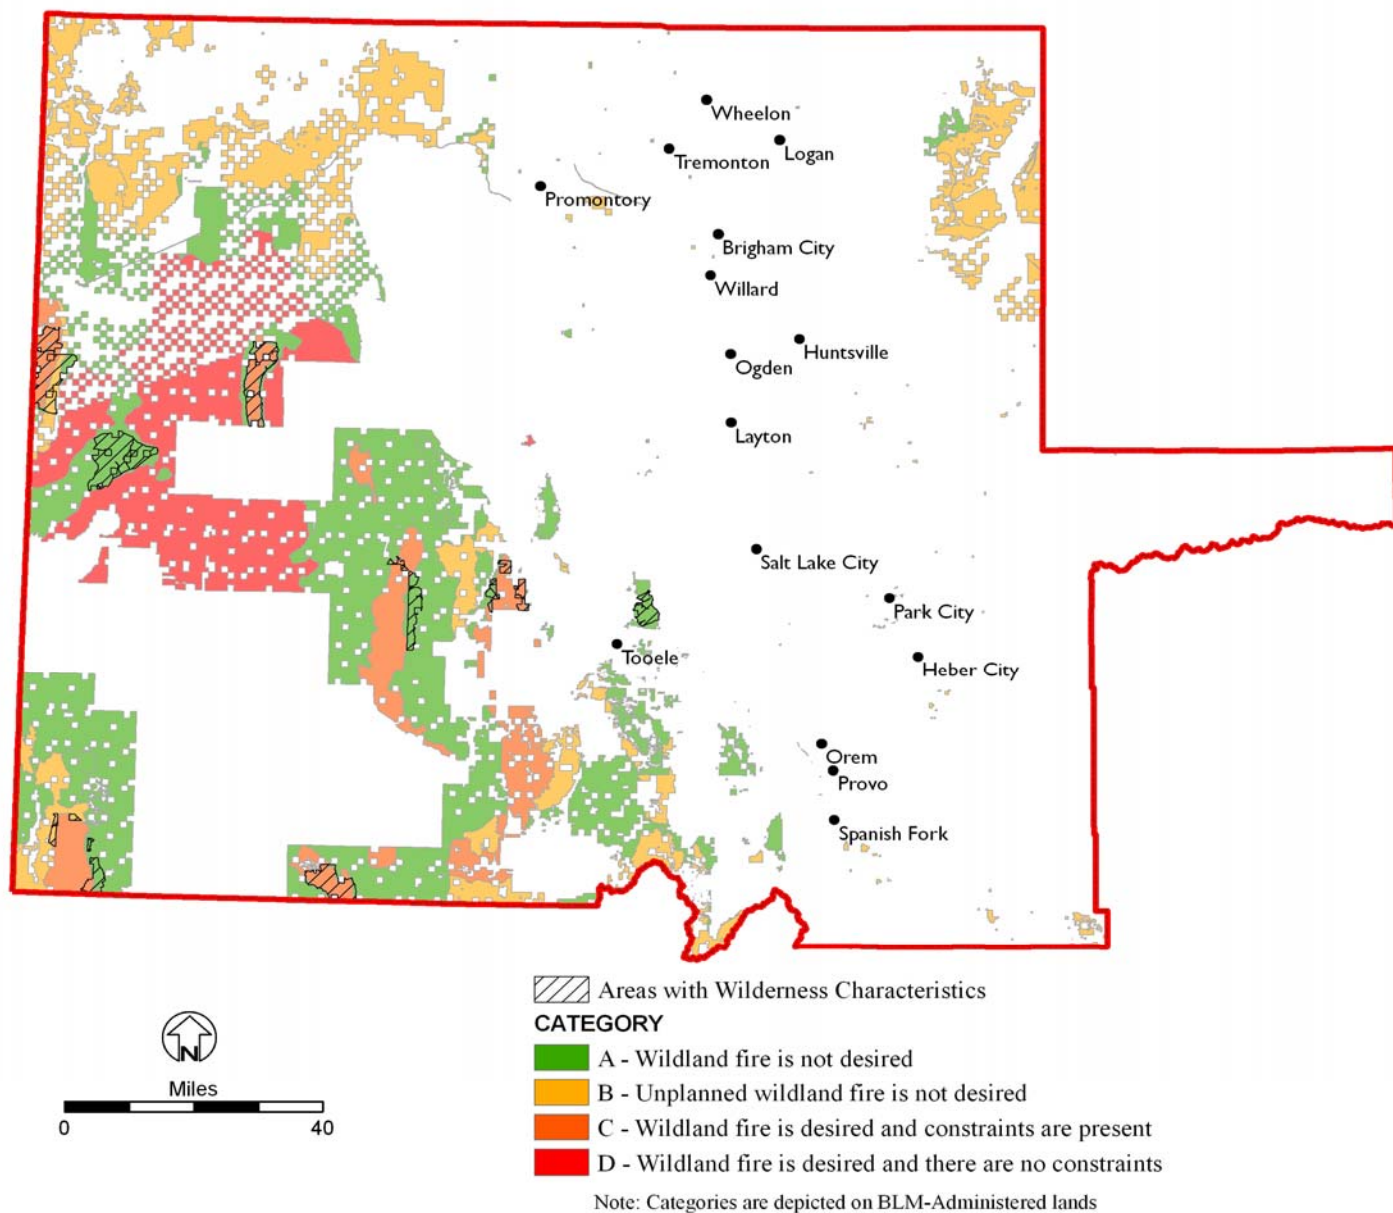 Wheelon
Logan
Tremonton
Promontory
Brigham City
Willard
Huntsville
Ogden
Layton
Salt Lake City
Park City
Tooele
Heber City
Orem
Provo
Spanish Fork
Areas with Wilderness Characteristics
CATEGORY
A - Wildland fire is not desired
B - Unplanned wildland fire is not desired
C - Wildland fire is desired and constraints are present
D - Wildland fire is desired and there are no constraints
Note: Categories are depicted on BLM-Administered lands
N
Miles
0 40